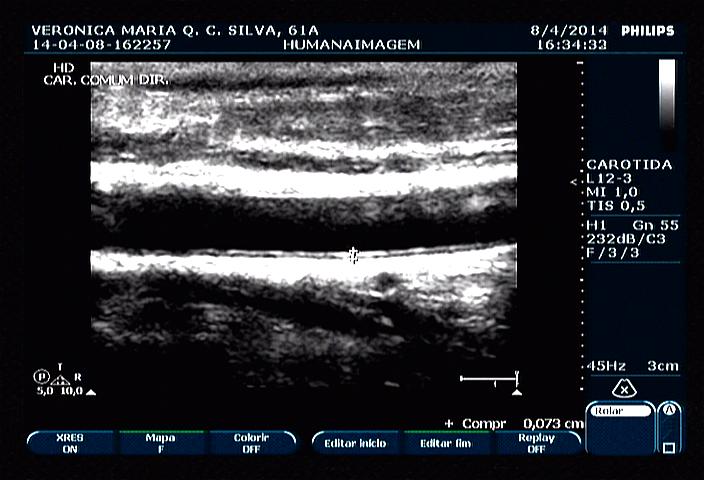 VERONICA MARIA Q. C. SILVA, 61A
8/4/2014
PHILIPS
14-04-08-162257
HUMANAIMAGEM
16:34:33
HD
CAR. COMUM DIR.
CAROTIDA
L12-3
MI 1,0
TIS 0,5
H1 Gn 55
232dB/C3
F/3/3
45Hz 3cm
P
T
R
5,0 10,0
V
X
+ Compr 0,073 cm
Rolar
A
XRES
ON
Mapa
F
Colorir
OFF
Editar início
Editar fim
Replay
OFF